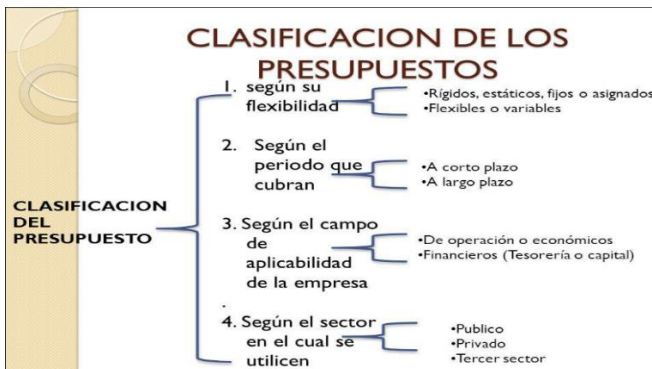 CLASIFICACION DE LOS
PRESUPUESTOS
1. según su
flexibilidad
•Rígidos, estáticos, fijos o asignados
•Flexibles o variables
2. Según el
periodo que
cubran
•A corto plazo
•A largo plazo
CLASIFICACION
DEL
PRESUPUESTO
3. Según el campo
de
aplicabilidad
de la empresa
•De operación o económicos
•Financieros (Tesorería o capital)
.
4. Según el sector
en el cual se
utilicen
•Publico
•Privado
•Tercer sector